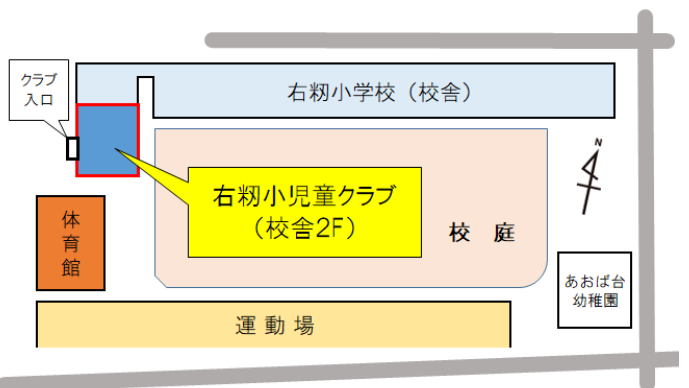 クラブ
入口
右籾小学校（校舎）
右籾小児童クラブ
（校舎2F）
校　庭
N
体
育
館
あおば台
幼稚園
運 動 場